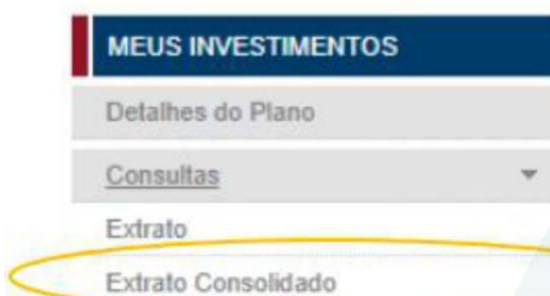 MEUS INVESTIMENTOS
Detalhes do Plano
Consultas
Extrato
Extrato Consolidado